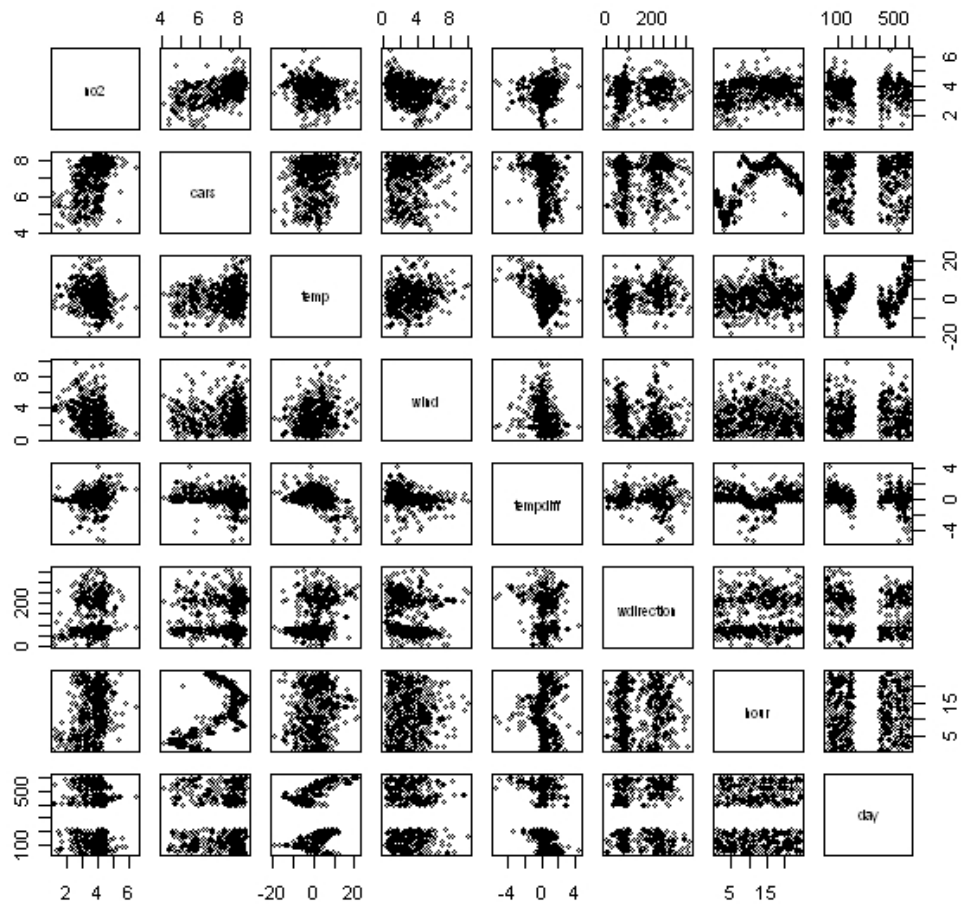 4 6 8 0 4 8 0 200 100 500
no2 2 4 6
4 6 8 cars
temp -20 0 20
0 4 8 wind
tempdiff -4 0 4
0 200 wdirection
hour 5 15
100 500 day
2 4 6 -20 0 20 -4 0 4 5 15